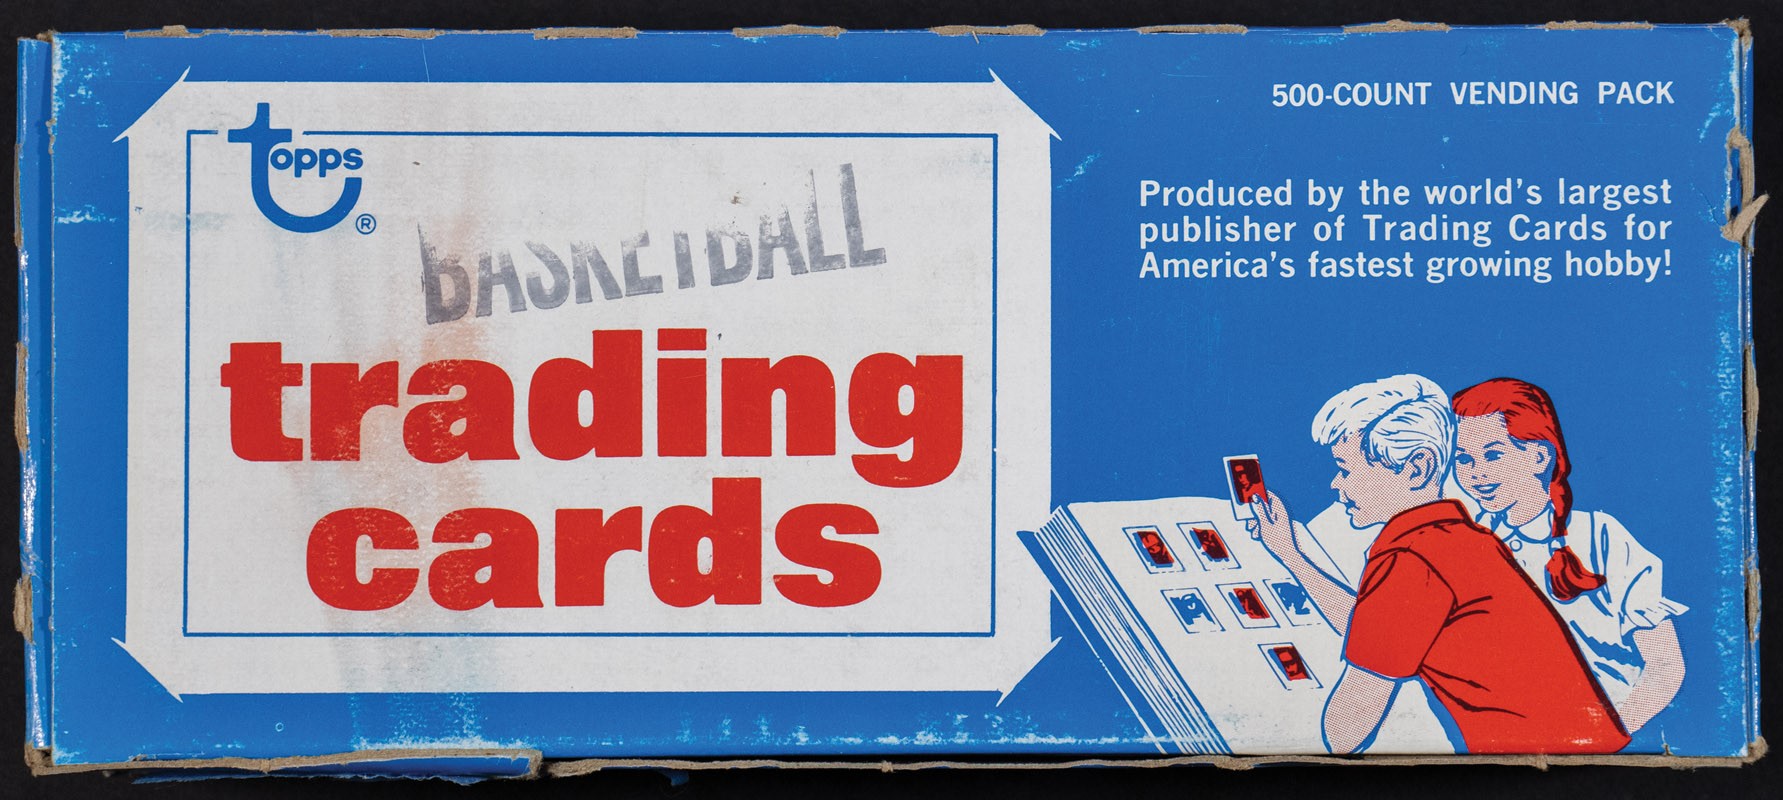 topps®
BASKETBALL
trading
cards
500-COUNT VENDING PACK
Produced by the world's largest
publisher of Trading Cards for
America's fastest growing hobby!